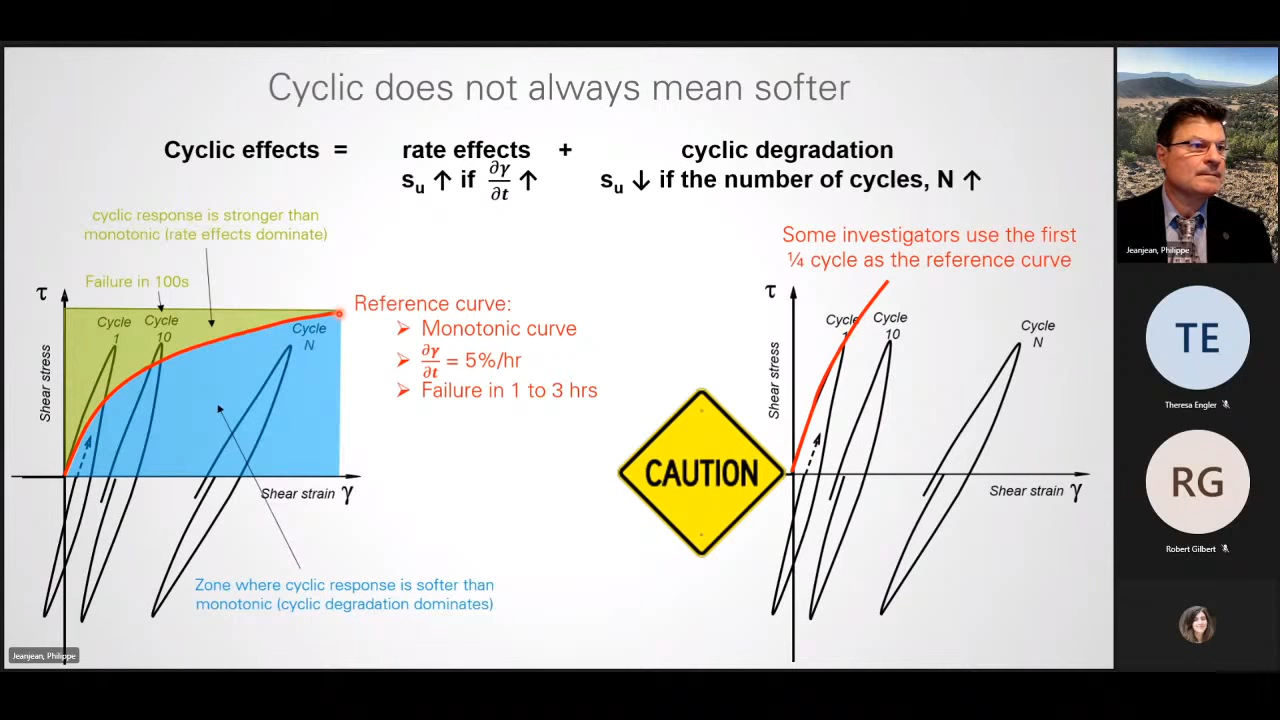 Cyclic does not always mean softer
Cyclic effects = rate effects + cyclic degradation
s_u ↑ if ∂γ/∂t ↑ s_u ↓ if the number of cycles, N ↑
cyclic response is stronger than
monotonic (rate effects dominate)
Failure in 100s
τ
Cycle
1
Cycle
10
Cycle
N
Shear stress
Shear strain γ
Reference curve:
➤ Monotonic curve
➤ ∂γ/∂t = 5%/hr
➤ Failure in 1 to 3 hrs
Zone where cyclic response is softer than
monotonic (cyclic degradation dominates)
CAUTION
Some investigators use the first
¼ cycle as the reference curve
τ
Cycle
1
Cycle
10
Cycle
N
Shear stress
Shear strain γ
Jeanjean, Philippe
Jeanjean, Philippe
TE
Theresa Engler
RG
Robert Gilbert